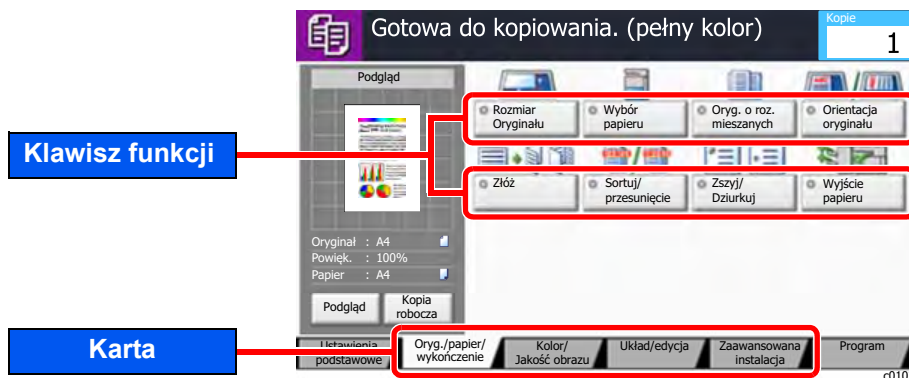 Gotowa do kopiowania. (pełny kolor)
Kopie
1
Podgląd
Rozmiar
Oryginału
Wybór
papieru
Oryg. o roz.
mieszanych
Orientacja
oryginału
Klawisz funkcji
Złóż
Sortuj/
przesunięcie
Zszyj/
Dziurkuj
Wyjście
papieru
Oryginał : A4
Powięk. : 100%
Papier : A4
Podgląd
Kopia
robocza
Karta
Ustawienia
podstawowe
Oryg./papier/
wykończenie
Kolor/
Jakość obrazu
Układ/edycja
Zaawansowana
instalacja
Program
c010